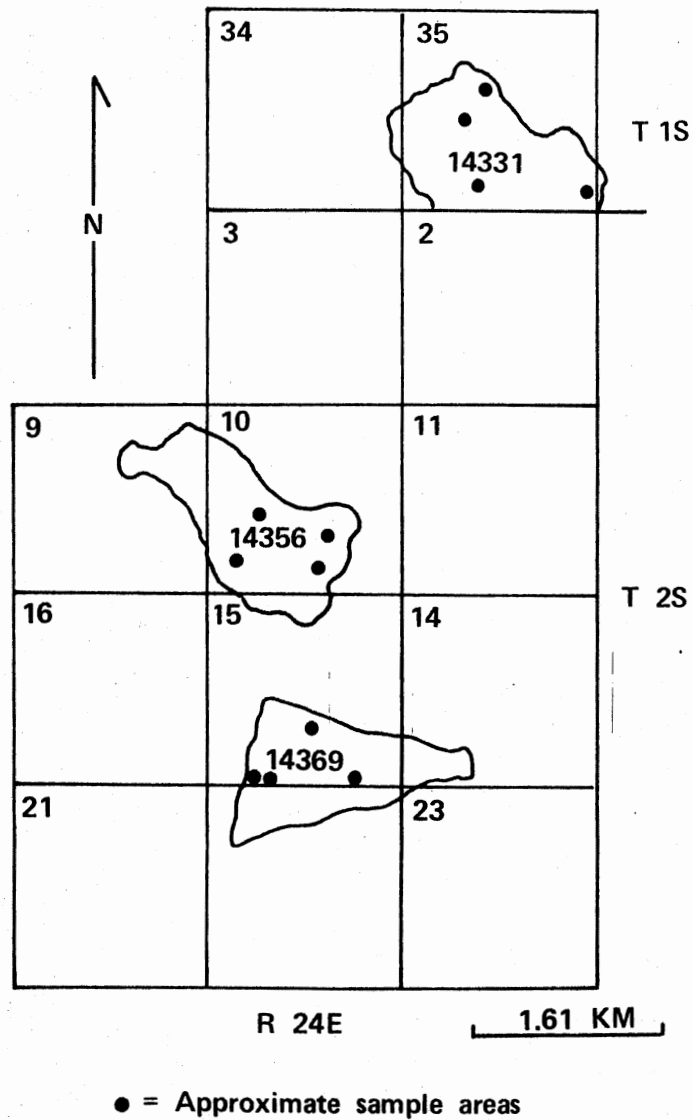 34 35
T 1S
14331
N
3 2
9 10 11
14356
16 15 14
T 2S
14369
21 23
R 24E
1.61 KM
● = Approximate sample areas